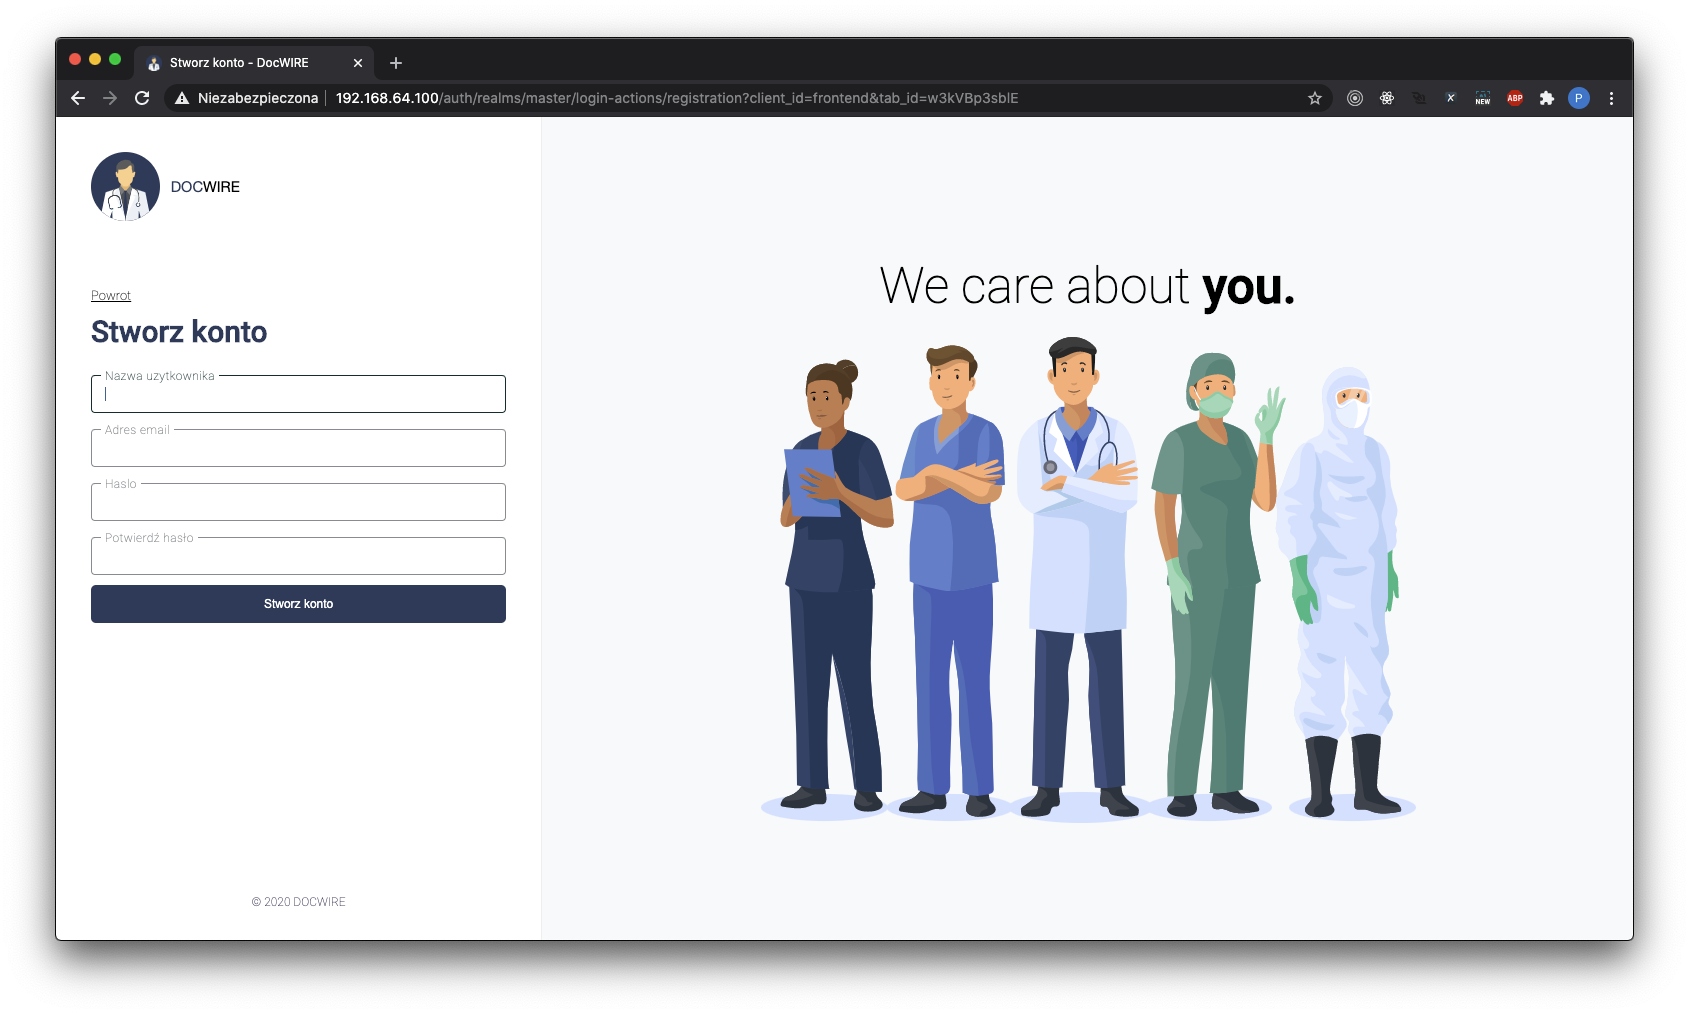 Stworz konto - DocWIRE
Niezabezpieczona
192.168.64.100/auth/realms/master/login-actions/registration?client_id=frontend&tab_id=w3kVBp3sblE
NEW
ABP
P
DOCWIRE
Powrot
Stworz konto
Nazwa uzytkownika
Adres email
Haslo
Potwierdź hasło
Stworz konto
© 2020 DOCWIRE
We care about you.